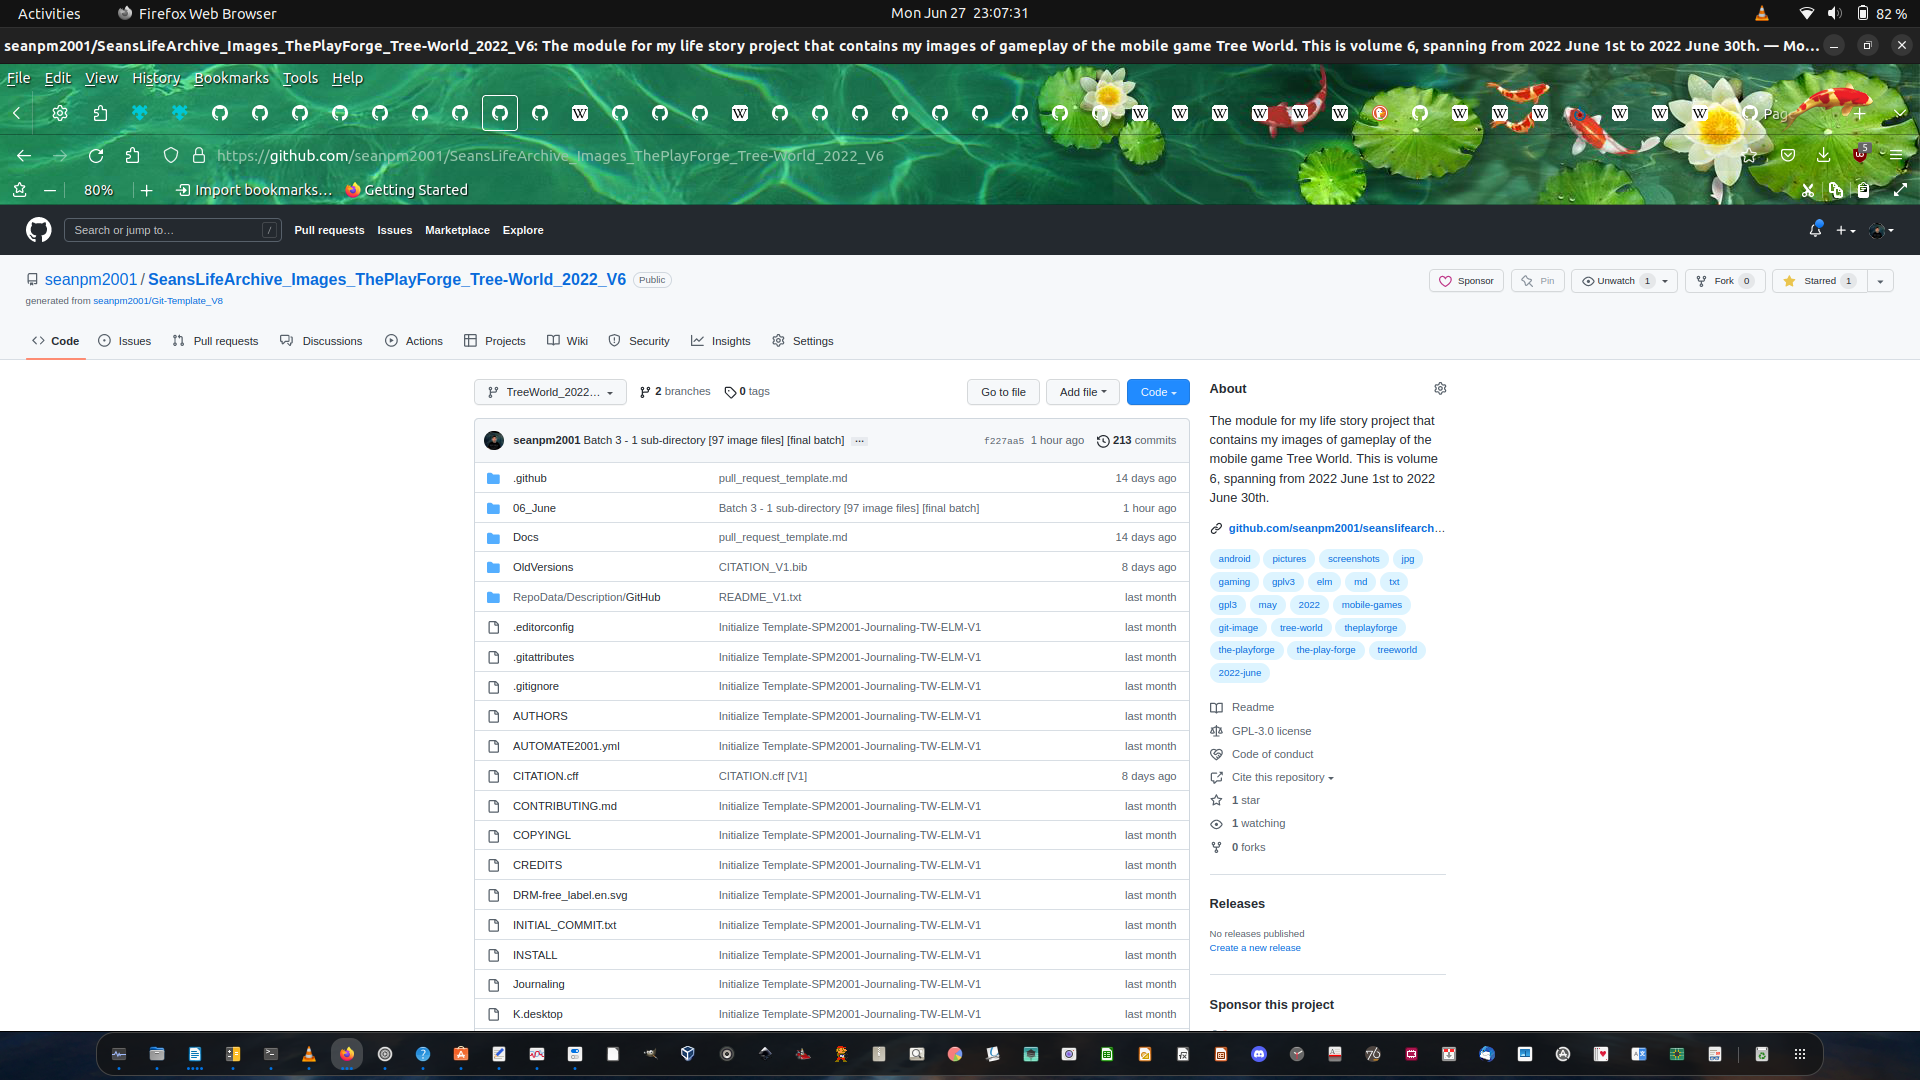 Activities
Firefox Web Browser
Mon Jun 27 23:07:31
82 %
seanpm2001/SeansLifeArchive_Images_ThePlayForge_Tree-World_2022_V6: The module for my life story project that contains my images of gameplay of the mobile game Tree World. This is volume 6, spanning from 2022 June 1st to 2022 June 30th. — Mo...
File Edit View History Bookmarks Tools Help
https://github.com/seanpm2001/SeansLifeArchive_Images_ThePlayForge_Tree-World_2022_V6
5
80%
Import bookmarks...
Getting Started
Search or jump to... /
Pull requests Issues Marketplace Explore
seanpm2001 / SeansLifeArchive_Images_ThePlayForge_Tree-World_2022_V6 Public
generated from seanpm2001/Git-Template_V8
Sponsor Pin Unwatch 1 Fork 0 Starred 1
Code Issues Pull requests Discussions Actions Projects Wiki Security Insights Settings
TreeWorld_2022... 2 branches 0 tags Go to file Add file Code
seanpm2001 Batch 3 - 1 sub-directory [97 image files] [final batch] ... f227aa5 1 hour ago 213 commits
.github pull_request_template.md 14 days ago
06_June Batch 3 - 1 sub-directory [97 image files] [final batch] 1 hour ago
Docs pull_request_template.md 14 days ago
OldVersions CITATION_V1.bib 8 days ago
RepoData/Description/GitHub README_V1.txt last month
.editorconfig Initialize Template-SPM2001-Journaling-TW-ELM-V1 last month
.gitattributes Initialize Template-SPM2001-Journaling-TW-ELM-V1 last month
.gitignore Initialize Template-SPM2001-Journaling-TW-ELM-V1 last month
AUTHORS Initialize Template-SPM2001-Journaling-TW-ELM-V1 last month
AUTOMATE2001.yml Initialize Template-SPM2001-Journaling-TW-ELM-V1 last month
CITATION.cff CITATION.cff [V1] 8 days ago
CONTRIBUTING.md Initialize Template-SPM2001-Journaling-TW-ELM-V1 last month
COPYINGL Initialize Template-SPM2001-Journaling-TW-ELM-V1 last month
CREDITS Initialize Template-SPM2001-Journaling-TW-ELM-V1 last month
DRM-free_label.en.svg Initialize Template-SPM2001-Journaling-TW-ELM-V1 last month
INITIAL_COMMIT.txt Initialize Template-SPM2001-Journaling-TW-ELM-V1 last month
INSTALL Initialize Template-SPM2001-Journaling-TW-ELM-V1 last month
Journaling Initialize Template-SPM2001-Journaling-TW-ELM-V1 last month
K.desktop Initialize Template-SPM2001-Journaling-TW-ELM-V1 last month
About
The module for my life story project that
contains my images of gameplay of the
mobile game Tree World. This is volume
6, spanning from 2022 June 1st to 2022
June 30th.
github.com/seanpm2001/seanslifearch...
android pictures screenshots jpg
gaming gplv3 elm md txt
gpl3 may 2022 mobile-games
git-image tree-world theplayforge
the-playforge the-play-forge treeworld
2022-june
Readme
GPL-3.0 license
Code of conduct
Cite this repository
1 star
1 watching
0 forks
Releases
No releases published
Create a new release
Sponsor this project